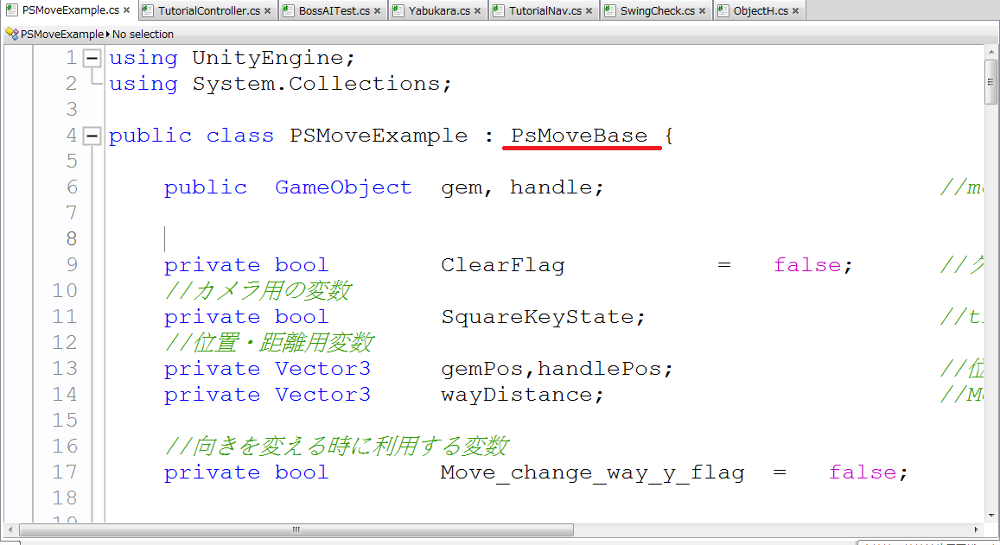 PSMoveExample.cs TutorialController.cs BossAITest.cs Yabukara.cs TutorialNav.cs SwingCheck.cs ObjectH.cs
PSMoveExample No selection
1 using UnityEngine;
2 using System.Collections;
3
4 public class PSMoveExample : PsMoveBase {
5
6 public GameObject gem, handle; //m
7
8
9 private bool ClearFlag = false; //
10 //カメラ用の変数
11 private bool SquareKeyState; //t
12 //位置・距離用変数
13 private Vector3 gemPos,handlePos; //位
14 private Vector3 wayDistance; //M
15
16 //向きを変える時に利用する変数
17 private bool Move_change_way_y_flag = false;
18